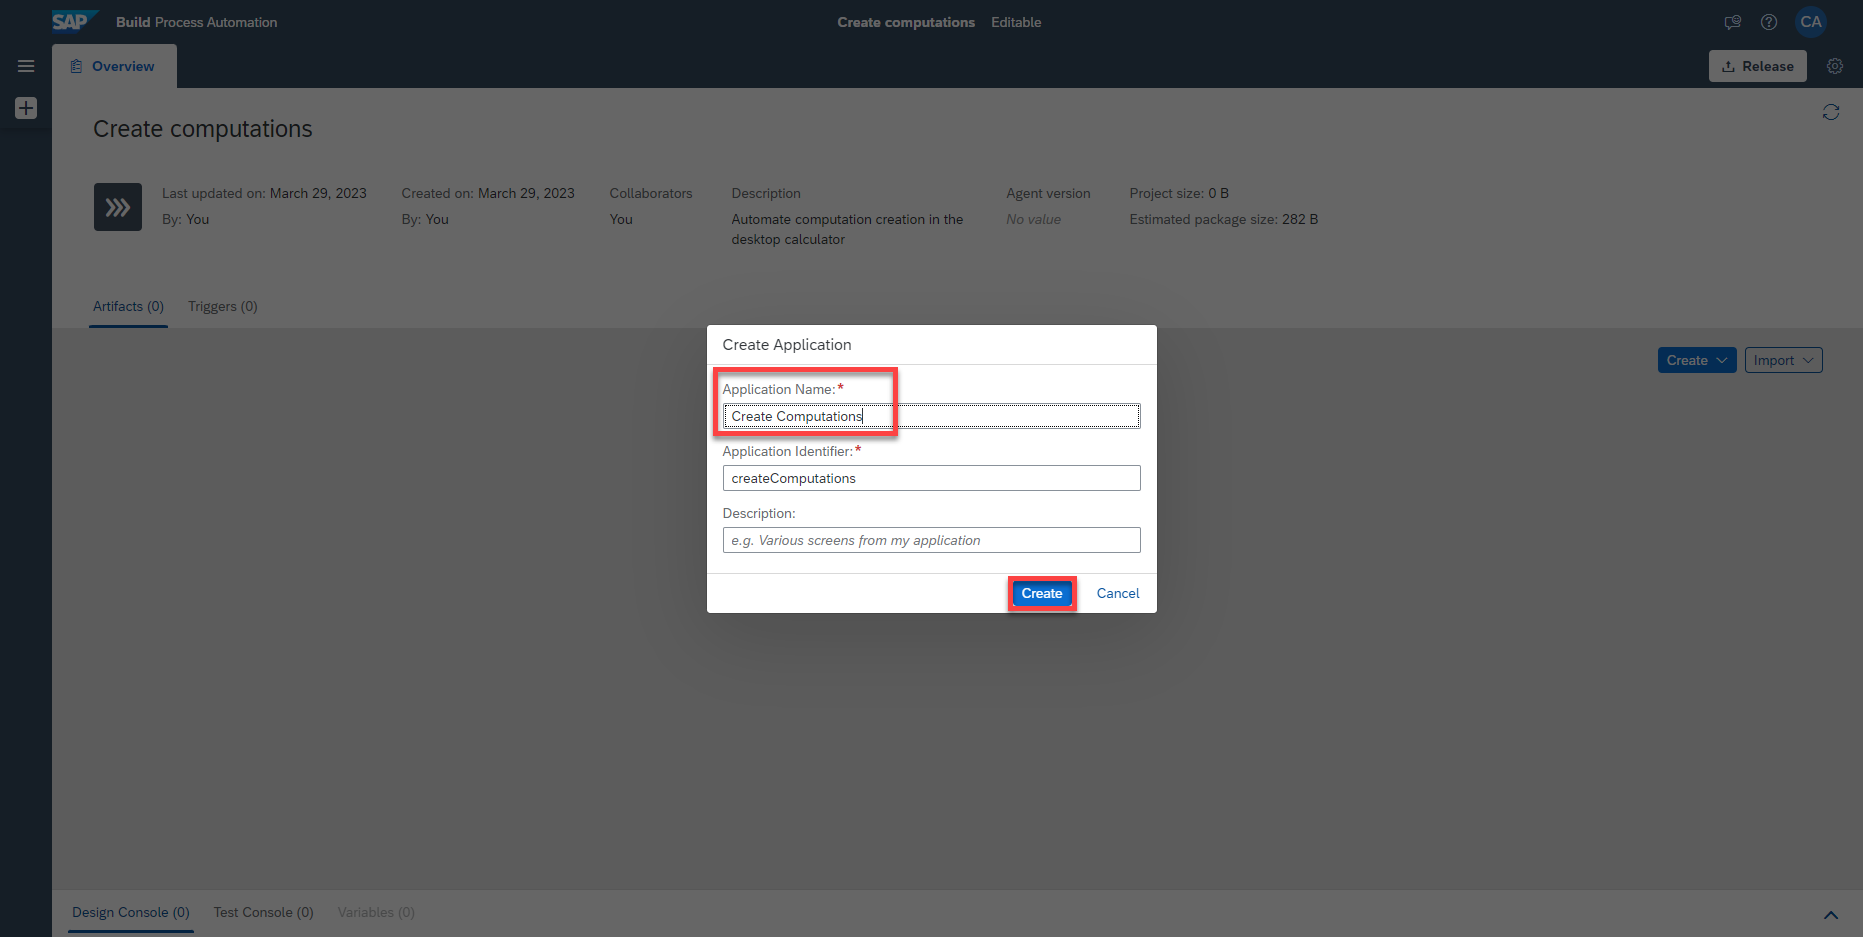 SAP Build Process Automation
Create computations Editable
CA
Overview
Release
Create computations
Last updated on: March 29, 2023
By: You
Created on: March 29, 2023
By: You
Collaborators
You
Description
Automate computation creation in the
desktop calculator
Agent version
No value
Project size: 0 B
Estimated package size: 282 B
Artifacts (0) Triggers (0)
Create Import
Create Application
Application Name:*
Create Computations
Application Identifier:*
createComputations
Description:
e.g. Various screens from my application
Create Cancel
Design Console (0) Test Console (0) Variables (0)